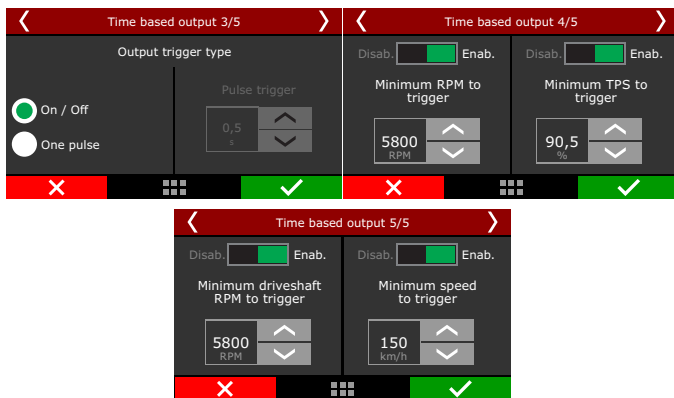 Time based output 3/5
Output trigger type
On / Off
One pulse
Pulse trigger
0,5
s
Time based output 4/5
Disab. Enab.
Minimum RPM to
trigger
5800
RPM
Disab. Enab.
Minimum TPS to
trigger
90,5
%
Time based output 5/5
Disab. Enab.
Minimum driveshaft
RPM to trigger
5800
RPM
Disab. Enab.
Minimum speed
to trigger
150
km/h